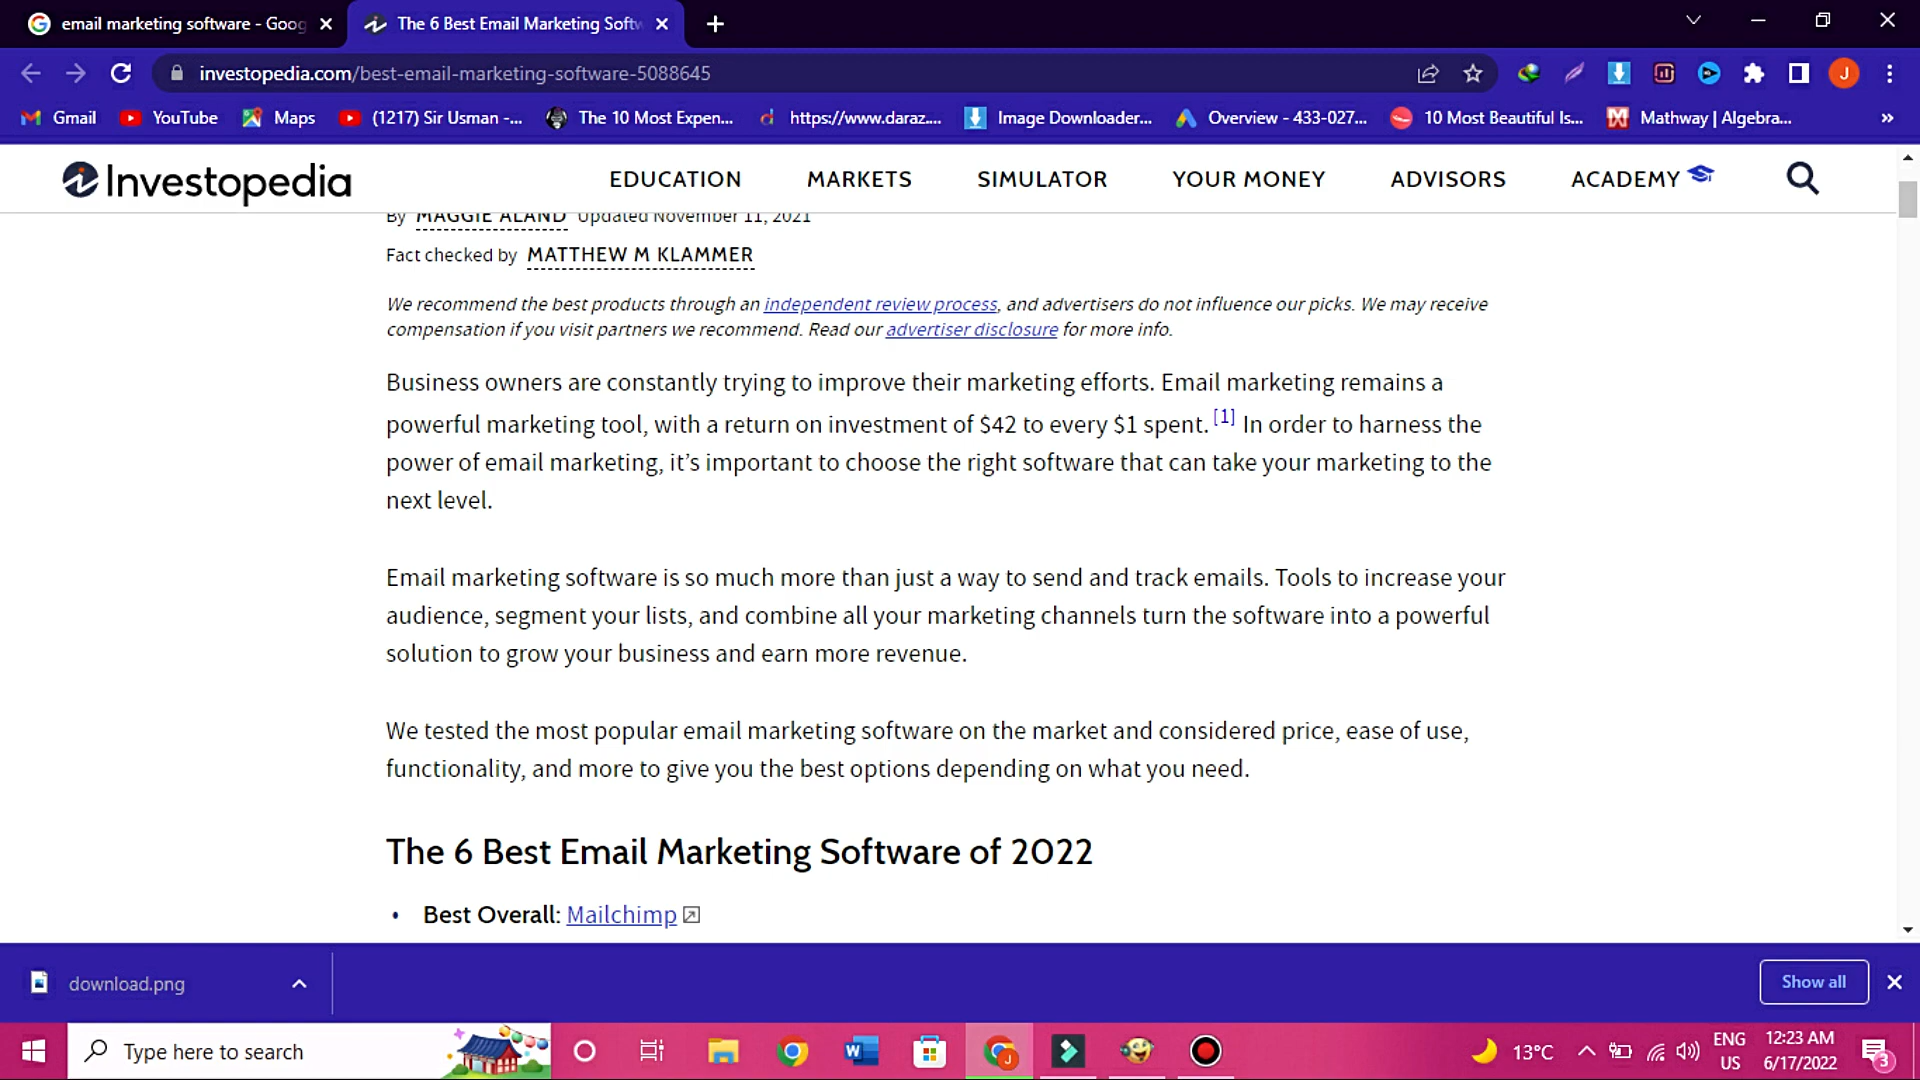 email marketing software - Goog
The 6 Best Email Marketing Softw
investopedia.com/best-email-marketing-software-5088645
J
Gmail
YouTube
Maps
(1217) Sir Usman -...
The 10 Most Expen...
https://www.daraz....
Image Downloader...
Overview - 433-027...
10 Most Beautiful Is...
Mathway | Algebra...
»
Investopedia
EDUCATION
MARKETS
SIMULATOR
YOUR MONEY
ADVISORS
ACADEMY
By MAGGIE ALAND Updated November 11, 2021
Fact checked by MATTHEW M KLAMMER
We recommend the best products through an independent review process, and advertisers do not influence our picks. We may receive
compensation if you visit partners we recommend. Read our advertiser disclosure for more info.
Business owners are constantly trying to improve their marketing efforts. Email marketing remains a
powerful marketing tool, with a return on investment of $42 to every $1 spent. [1] In order to harness the
power of email marketing, it’s important to choose the right software that can take your marketing to the
next level.
Email marketing software is so much more than just a way to send and track emails. Tools to increase your
audience, segment your lists, and combine all your marketing channels turn the software into a powerful
solution to grow your business and earn more revenue.
We tested the most popular email marketing software on the market and considered price, ease of use,
functionality, and more to give you the best options depending on what you need.
The 6 Best Email Marketing Software of 2022
• Best Overall: Mailchimp
download.png
Show all
Type here to search
13°C
ENG
US
12:23 AM
6/17/2022
3